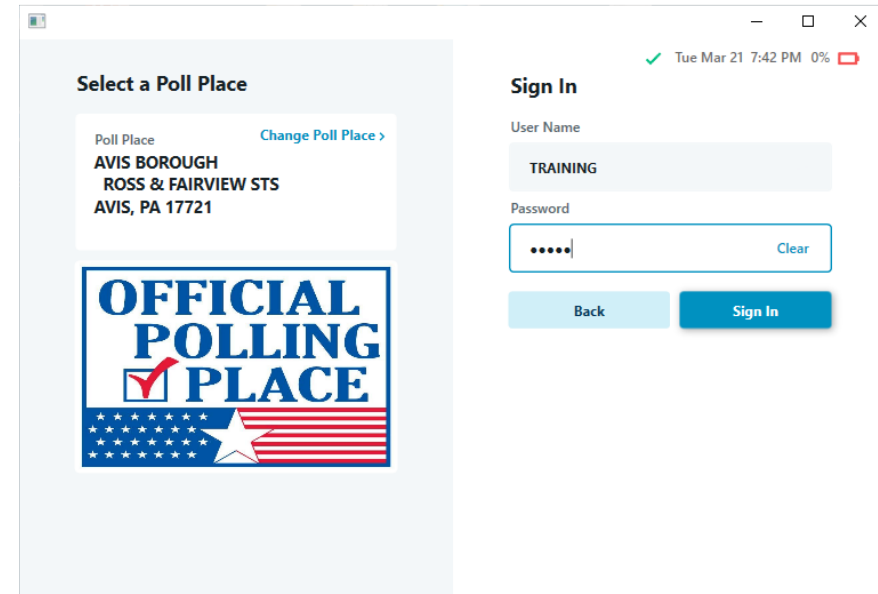 Tue Mar 21 7:42 PM 0%
Select a Poll Place
Poll Place
Change Poll Place >
AVIS BOROUGH
ROSS & FAIRVIEW STS
AVIS, PA 17721
OFFICIAL
POLLING
PLACE
Sign In
User Name
TRAINING
Password
•••••
Clear
Back
Sign In